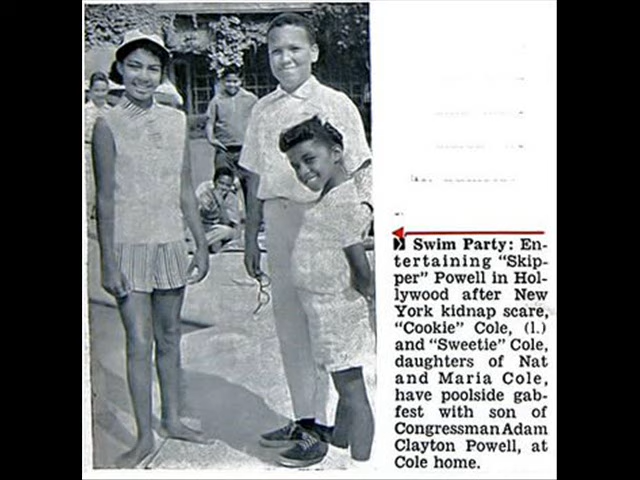 Swim Party: En-
tertaining "Skip-
per" Powell in Hol-
lywood after New
York kidnap scare,
"Cookie" Cole, (l.)
and "Sweetie" Cole,
daughters of Nat
and Maria Cole,
have poolside gab-
fest with son of
Congressman Adam
Clayton Powell, at
Cole home.